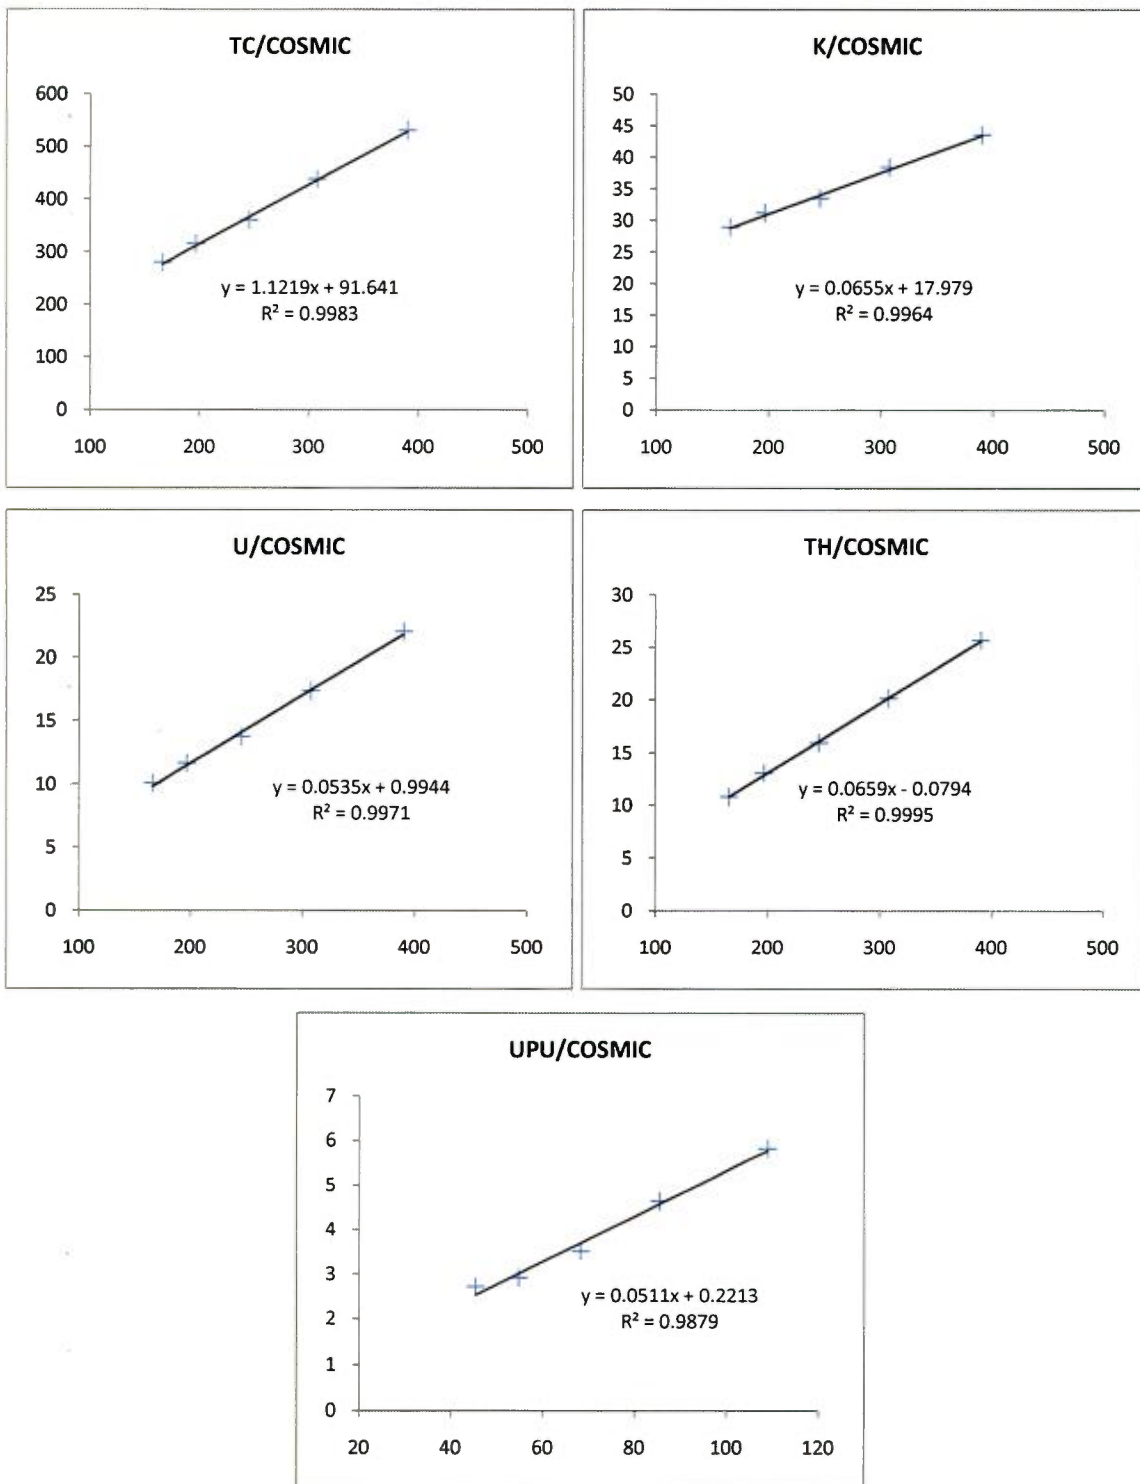 TC/COSMIC
600
500
400
300
200
100
0
y = 1.1219x + 91.641
R² = 0.9983
100 200 300 400 500
K/COSMIC
50
45
40
35
30
25
20
15
10
5
0
y = 0.0655x + 17.979
R² = 0.9964
100 200 300 400 500
U/COSMIC
25
20
15
10
5
0
y = 0.0535x + 0.9944
R² = 0.9971
100 200 300 400 500
TH/COSMIC
30
25
20
15
10
5
0
y = 0.0659x - 0.0794
R² = 0.9995
100 200 300 400 500
UPU/COSMIC
7
6
5
4
3
2
1
0
y = 0.0511x + 0.2213
R² = 0.9879
20 40 60 80 100 120